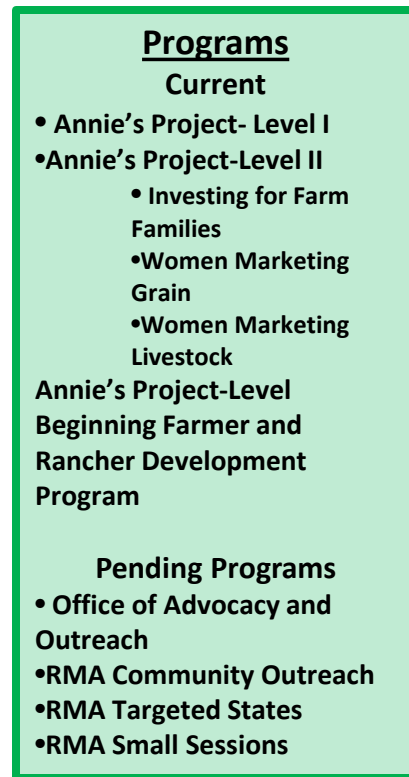 Programs
Current
• Annie's Project- Level I
•Annie's Project-Level II
• Investing for Farm
Families
•Women Marketing
Grain
•Women Marketing
Livestock
Annie's Project-Level
Beginning Farmer and
Rancher Development
Program
Pending Programs
• Office of Advocacy and
Outreach
•RMA Community Outreach
•RMA Targeted States
•RMA Small Sessions